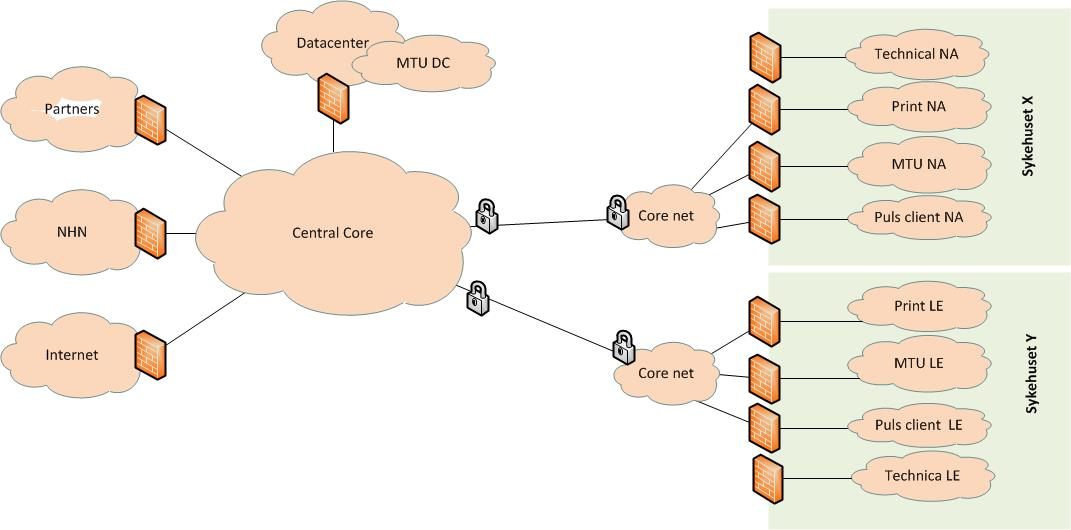 Datacenter
MTU DC
Partners
NHN
Internet
Central Core
Core net
Core net
Technical NA
Print NA
MTU NA
Puls client NA
Sykehuset X
Print LE
MTU LE
Puls client LE
Technica LE
Sykehuset Y